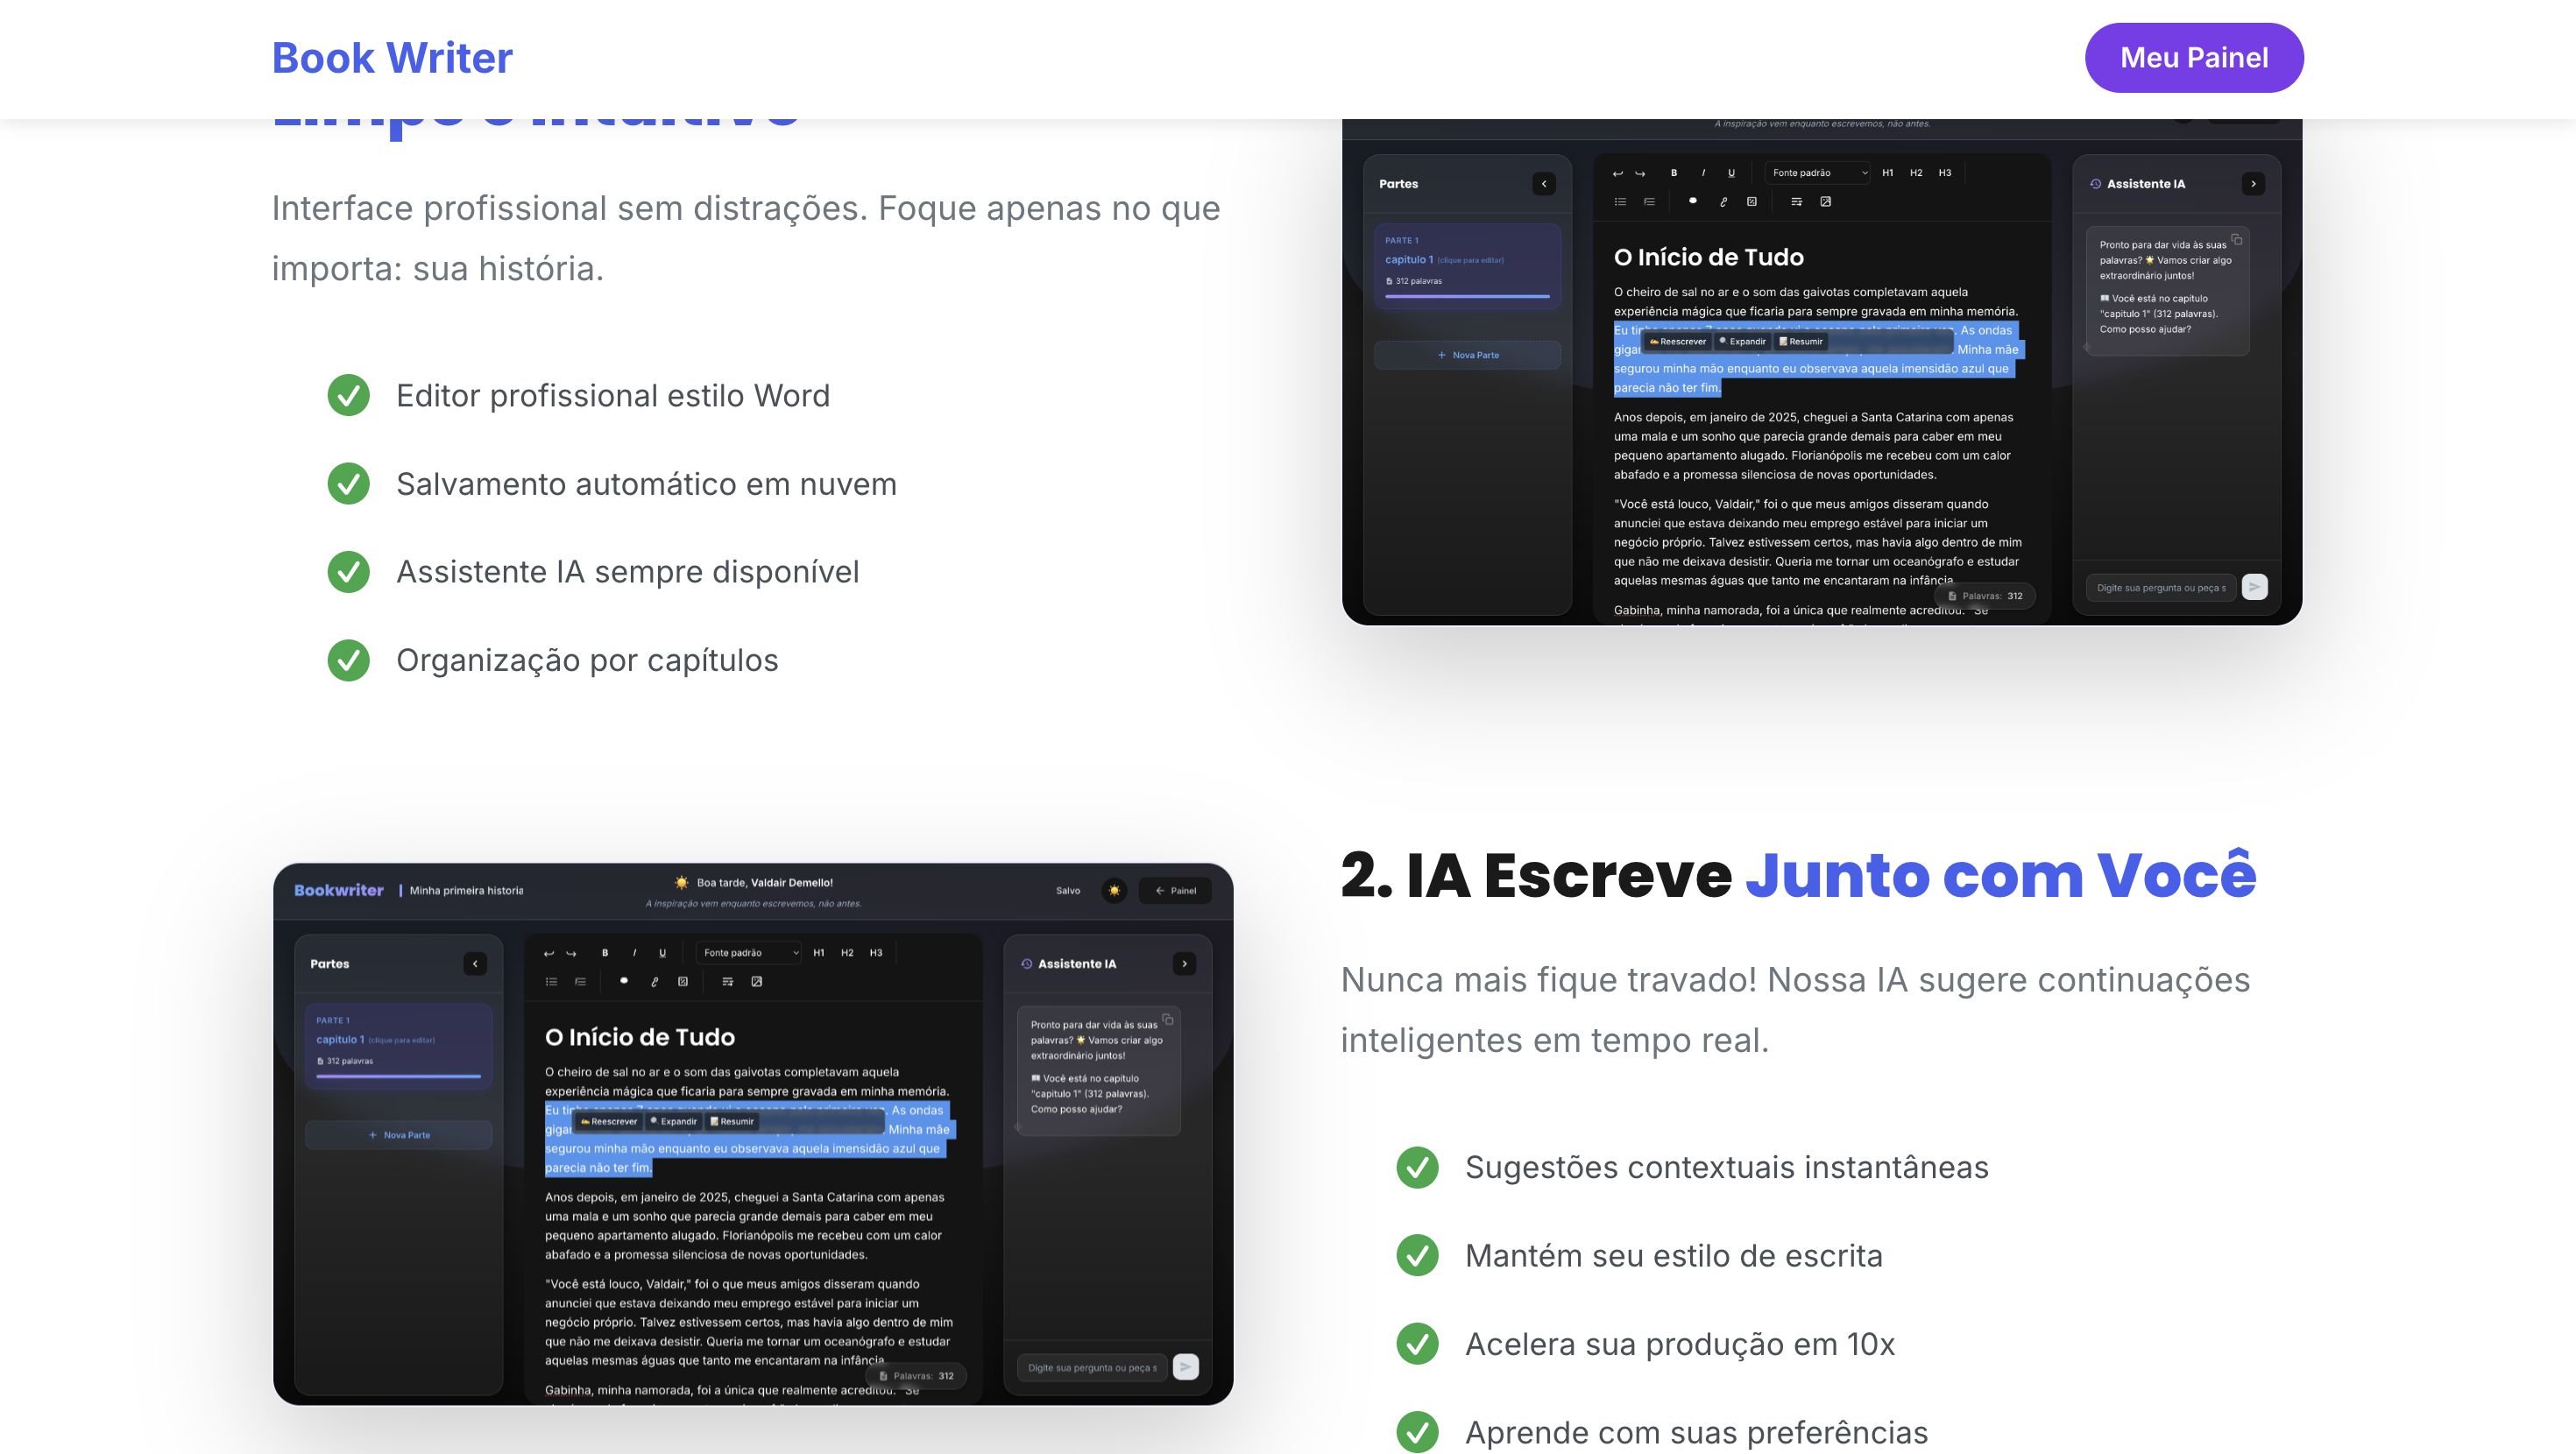 Book Writer
Meu Painel
Limpo e Intuitivo
Interface profissional sem distrações. Foque apenas no que
importa: sua história.
Editor profissional estilo Word
Salvamento automático em nuvem
Assistente IA sempre disponível
Organização por capítulos
A inspiração vem enquanto escrevemos, não antes.
Partes
PARTE 1
capitulo 1 (clique para editar)
312 palavras
+ Nova Parte
B I U Fonte padrão H1 H2 H3
O Início de Tudo
O cheiro de sal no ar e o som das gaivotas completavam aquela
experiência mágica que ficaria para sempre gravada em minha memória.
Eu As ondas
Reescrever Expandir Resumir
Minha mãe
segurou minha mão enquanto eu observava aquela imensidão azul que
parecia não ter fim.
Anos depois, em janeiro de 2025, cheguei a Santa Catarina com apenas
uma mala e um sonho que parecia grande demais para caber em meu
pequeno apartamento alugado. Florianópolis me recebeu com um calor
abafado e a promessa silenciosa de novas oportunidades.
"Você está louco, Valdair," foi o que meus amigos disseram quando
anunciei que estava deixando meu emprego estável para iniciar um
negócio próprio. Talvez estivessem certos, mas havia algo dentro de mim
que não me deixava desistir. Queria me tornar um oceanógrafo e estudar
aquelas mesmas águas que tanto me encantaram na infância.
Palavras: 312
Gabinha, minha namorada, foi a única que realmente acreditou. "Se
Assistente IA
Pronto para dar vida às suas
palavras? Vamos criar algo
extraordinário juntos!
Você está no capítulo
"capitulo 1" (312 palavras).
Como posso ajudar?
Digite sua pergunta ou peça s
Bookwriter | Minha primeira historia
Boa tarde, Valdair Demello!
A inspiração vem enquanto escrevemos, não antes.
Salvo
← Painel
Partes
PARTE 1
capitulo 1 (clique para editar)
312 palavras
+ Nova Parte
B I U Fonte padrão H1 H2 H3
O Início de Tudo
O cheiro de sal no ar e o som das gaivotas completavam aquela
experiência mágica que ficaria para sempre gravada em minha memória.
Eu As ondas
Reescrever Expandir Resumir
Minha mãe
segurou minha mão enquanto eu observava aquela imensidão azul que
parecia não ter fim.
Anos depois, em janeiro de 2025, cheguei a Santa Catarina com apenas
uma mala e um sonho que parecia grande demais para caber em meu
pequeno apartamento alugado. Florianópolis me recebeu com um calor
abafado e a promessa silenciosa de novas oportunidades.
"Você está louco, Valdair," foi o que meus amigos disseram quando
anunciei que estava deixando meu emprego estável para iniciar um
negócio próprio. Talvez estivessem certos, mas havia algo dentro de mim
que não me deixava desistir. Queria me tornar um oceanógrafo e estudar
aquelas mesmas águas que tanto me encantaram na infância.
Palavras: 312
Gabinha, minha namorada, foi a única que realmente acreditou. "Se
Assistente IA
Pronto para dar vida às suas
palavras? Vamos criar algo
extraordinário juntos!
Você está no capítulo
"capitulo 1" (312 palavras).
Como posso ajudar?
Digite sua pergunta ou peça s
2. IA Escreve Junto com Você
Nunca mais fique travado! Nossa IA sugere continuações
inteligentes em tempo real.
Sugestões contextuais instantâneas
Mantém seu estilo de escrita
Acelera sua produção em 10x
Aprende com suas preferências